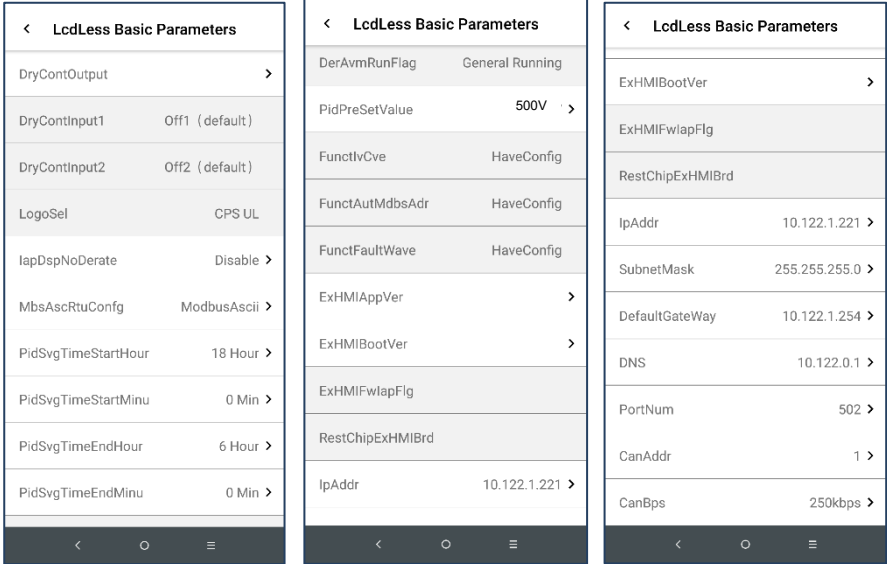 LcdLess Basic Parameters
DryContOutput
DryContInput1 Off1 (default)
DryContInput2 Off2 (default)
LogoSel CPS UL
IapDspNoDerate Disable
MbsAscRtuConfg ModbusAscii
PidSvgTimeStartHour 18 Hour
PidSvgTimeStartMinu 0 Min
PidSvgTimeEndHour 6 Hour
PidSvgTimeEndMinu 0 Min
LcdLess Basic Parameters
DerAvmRunFlag General Running
PidPreSetValue 500V
FunctIvCve HaveConfig
FunctAutMdbsAdr HaveConfig
FunctFaultWave HaveConfig
ExHMIAppVer
ExHMIBootVer
ExHMIFwIapFlg
RestChipExHMIBrd
IpAddr 10.122.1.221
LcdLess Basic Parameters
ExHMIBootVer
ExHMIFwIapFlg
RestChipExHMIBrd
IpAddr 10.122.1.221
SubnetMask 255.255.255.0
DefaultGateWay 10.122.1.254
DNS 10.122.0.1
PortNum 502
CanAddr 1
CanBps 250kbps